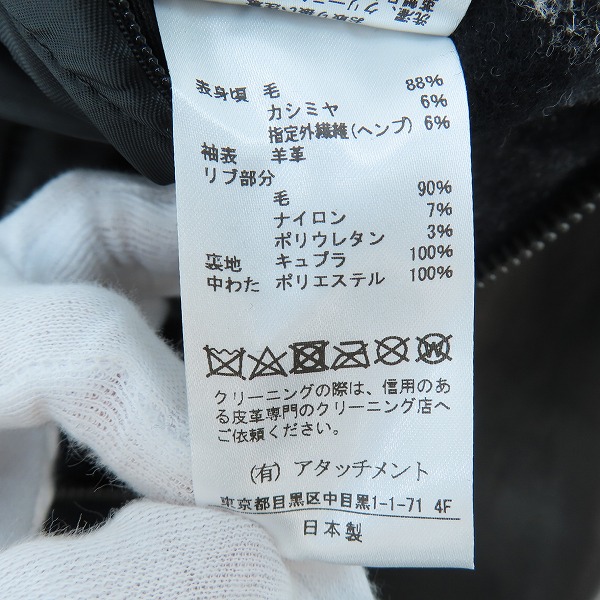 表身頃 毛 88%
カシミヤ 6%
指定外繊維(ヘンプ) 6%
袖表 羊革
リブ部分
毛 90%
ナイロン 7%
ポリウレタン 3%
裏地 キュプラ 100%
中わた ポリエステル 100%
クリーニングの際は、信用のあ
る皮革専門のクリーニング店へ
ご依頼ください。
(有) アタッチメント
東京都目黒区中目黒1-1-71 4F
日本製